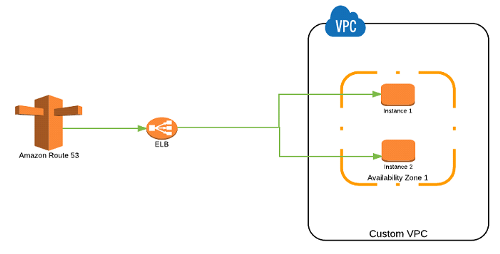 VPC
Instance 1
Amazon Route 53
ELB
Instance 2
Availability Zone 1
Custom VPC